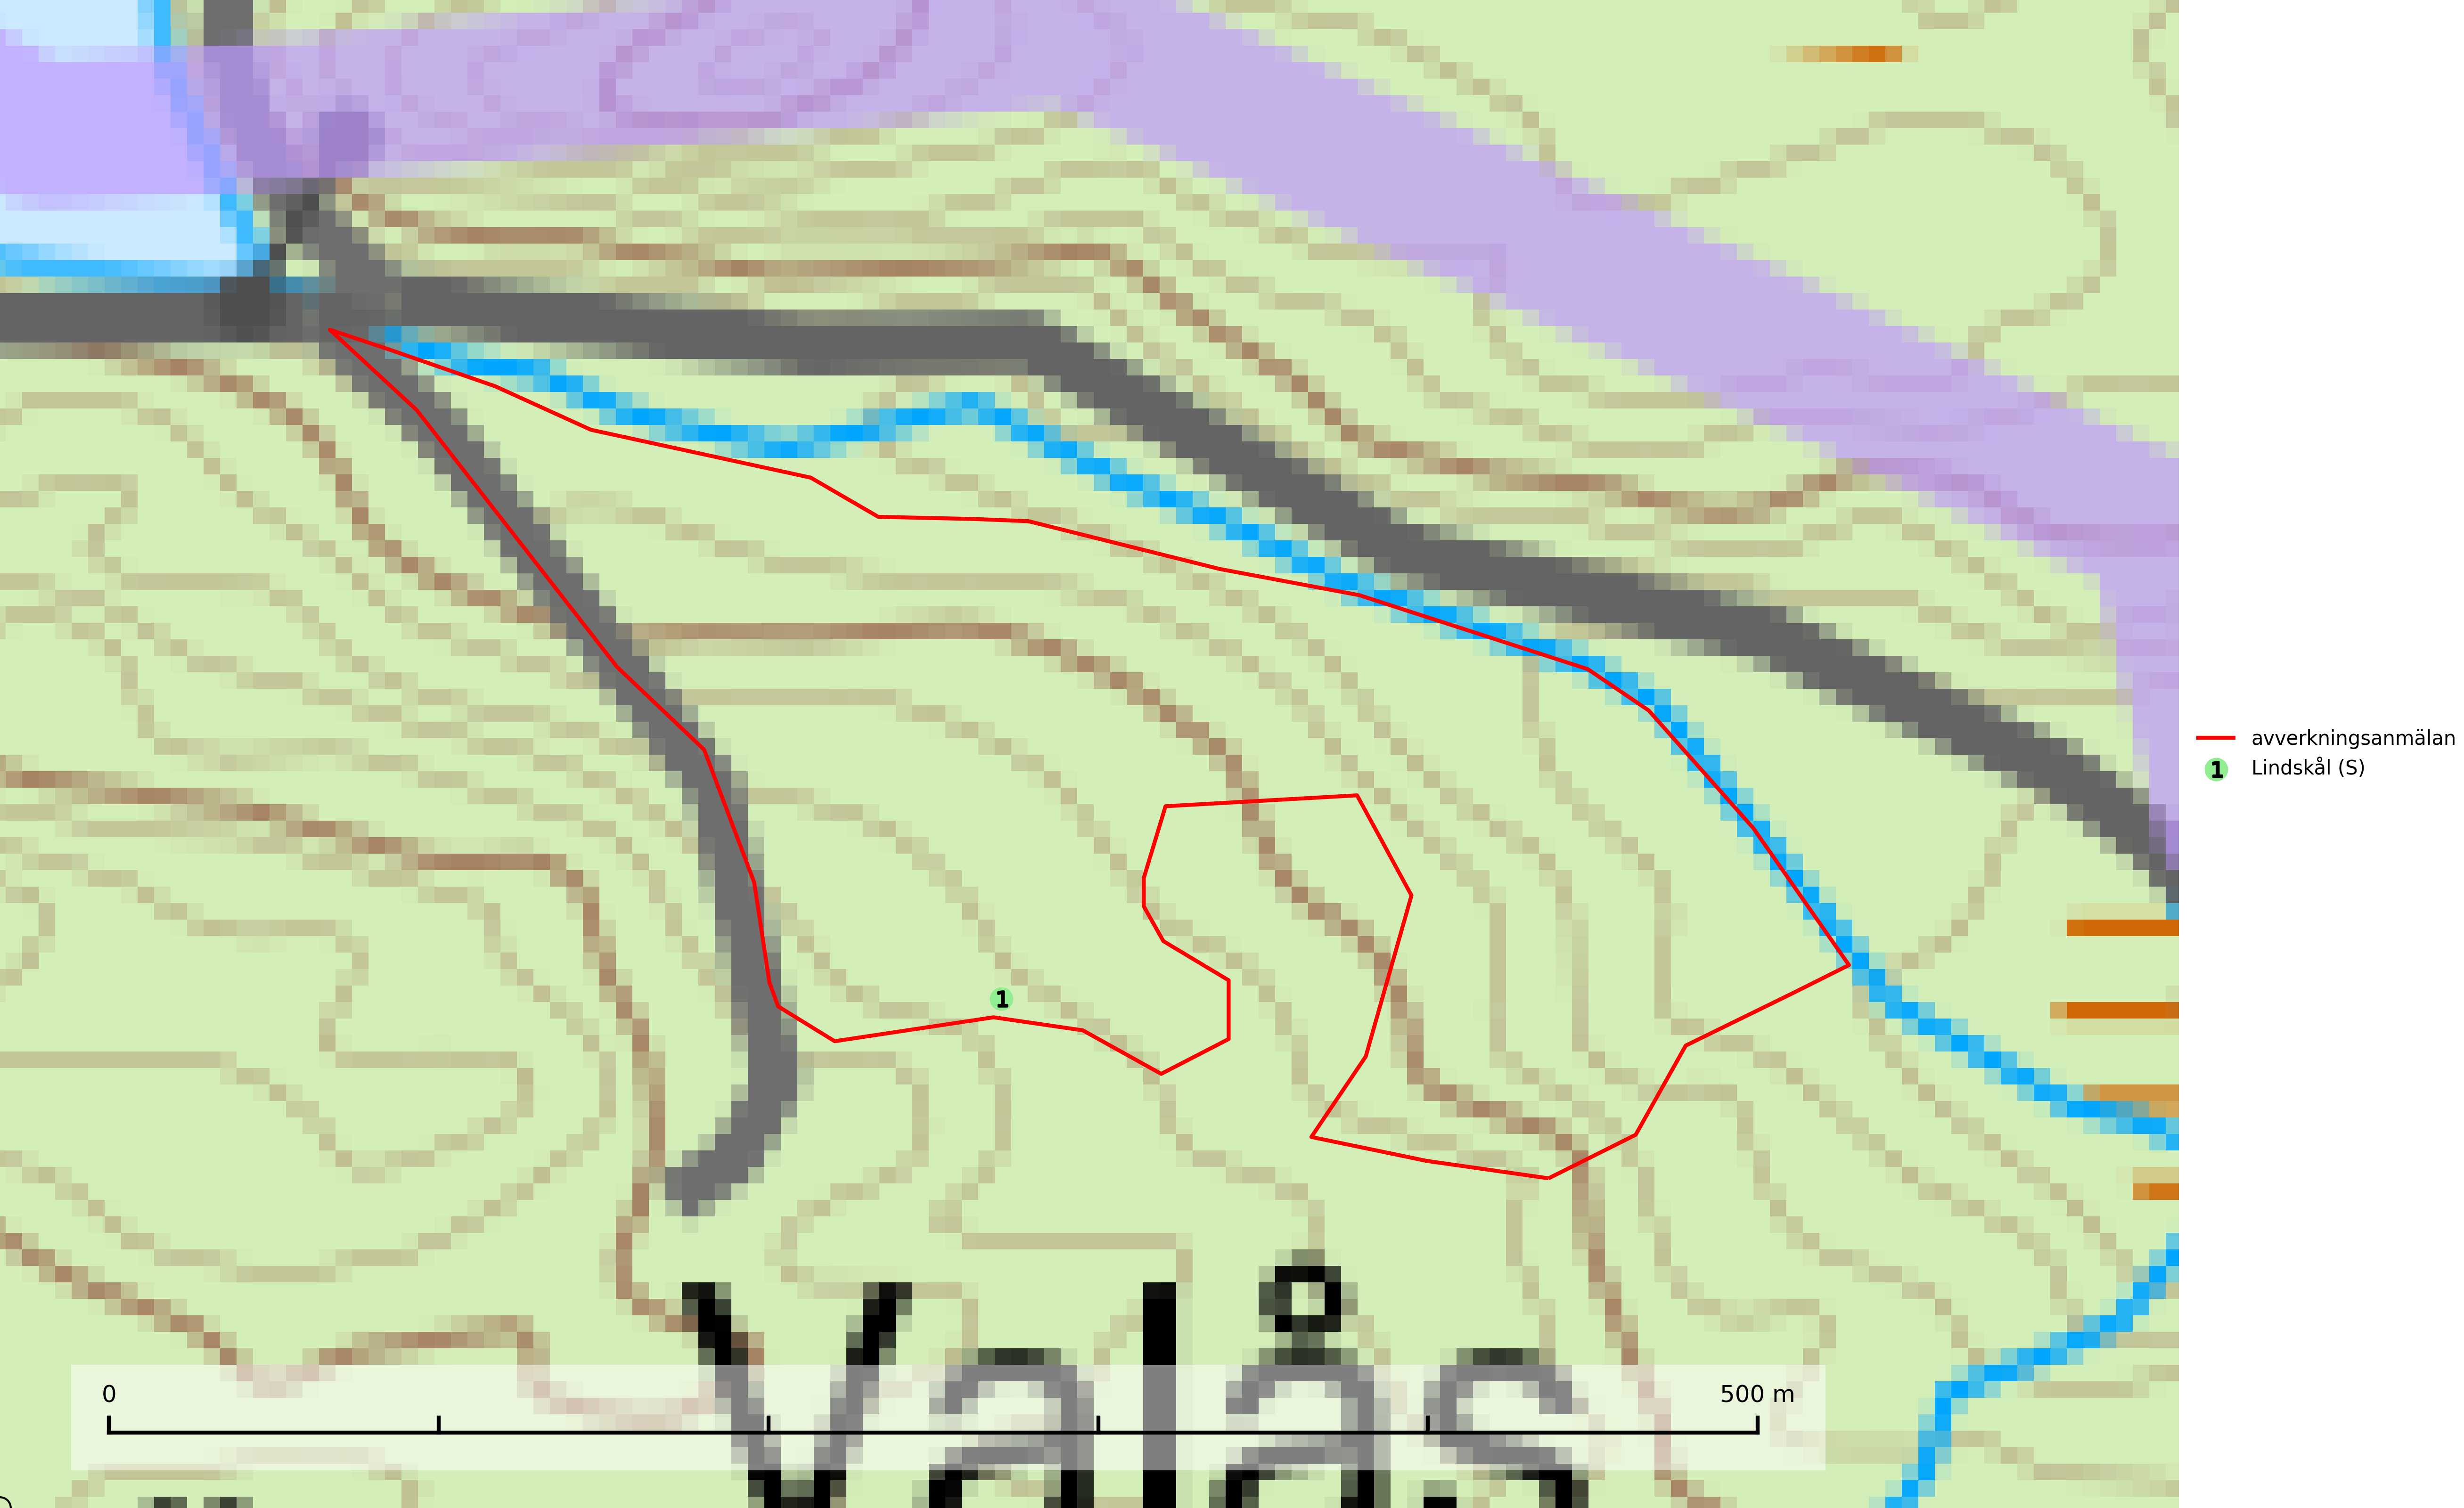 avverkningsanmälan
1 Lindskål (S)
1
Valås
0 500 m